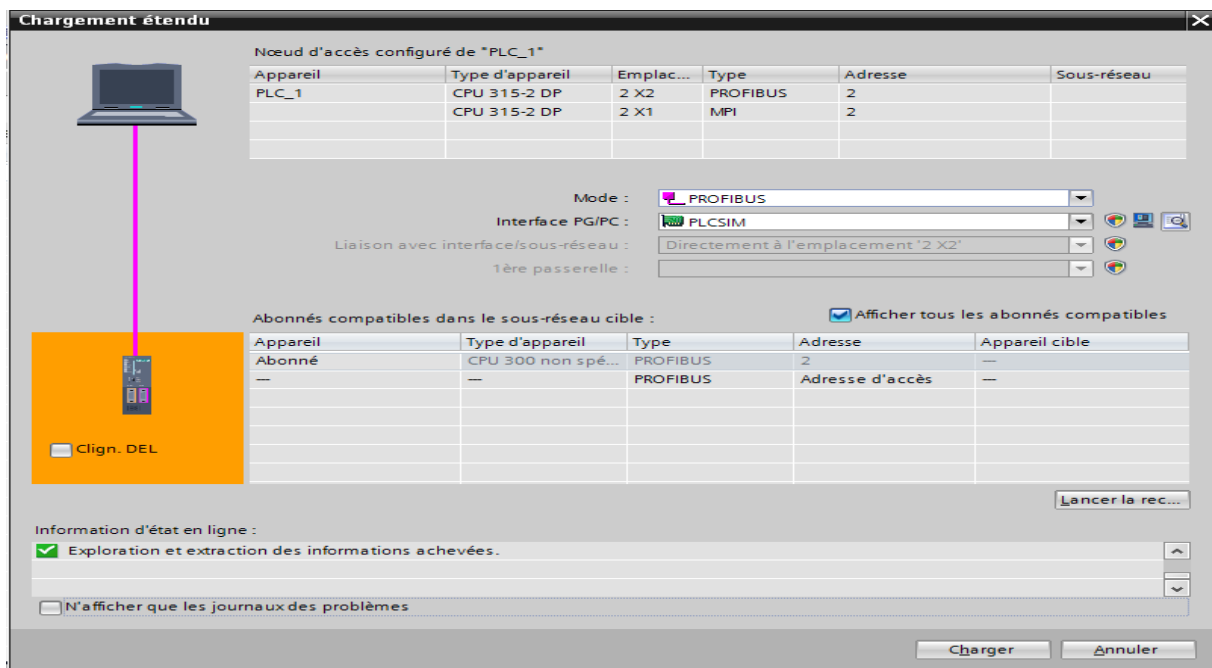 Chargement étendu
Nœud d'accès configuré de "PLC_1"
Appareil Type d'appareil Emplac... Type Adresse Sous-réseau
PLC_1 CPU 315-2 DP 2 X2 PROFIBUS 2
CPU 315-2 DP 2 X1 MPI 2
Mode : PROFIBUS
Interface PG/PC : PLCSIM
Liaison avec interface/sous-réseau : Directement à l'emplacement '2 X2'
1ère passerelle :
Abonnés compatibles dans le sous-réseau cible : Afficher tous les abonnés compatibles
Appareil Type d'appareil Type Adresse Appareil cible
Abonné CPU 300 non spé... PROFIBUS 2 —
— — PROFIBUS Adresse d'accès —
Clign. DEL
Lancer la rec...
Information d'état en ligne :
Exploration et extraction des informations achevées.
N'afficher que les journaux des problèmes
Charger Annuler